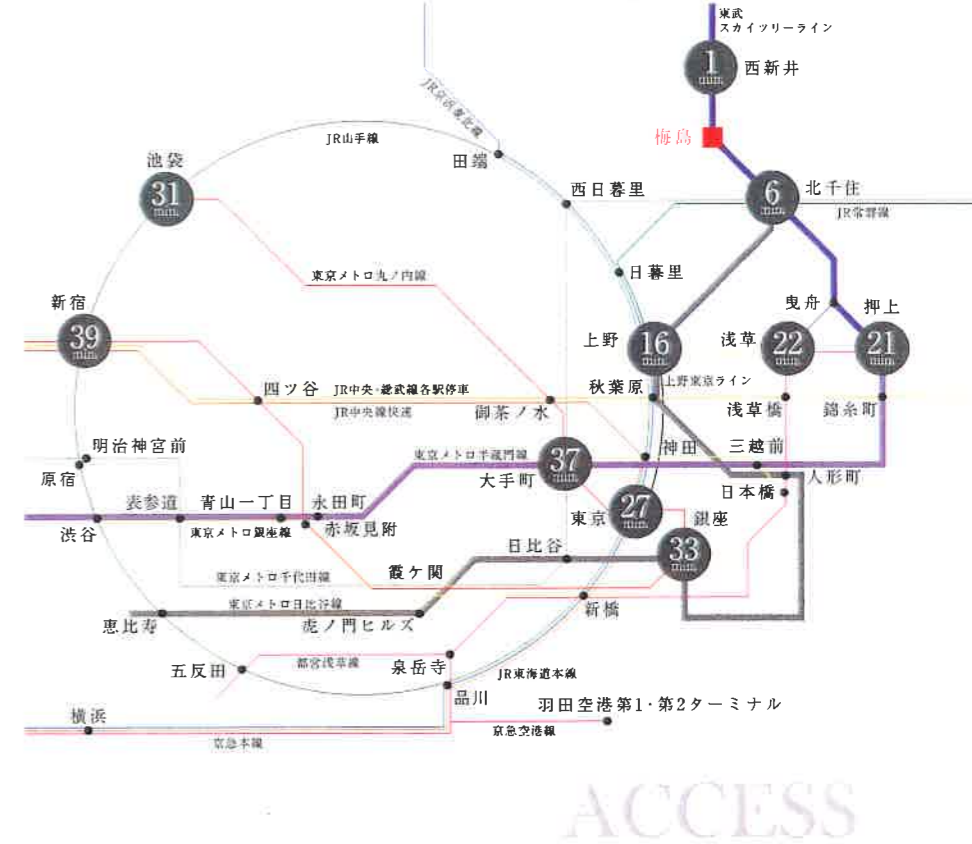 東武
スカイツリーライン
1
min.
西新井
梅島
JR京浜東北線
JR山手線
田端
池袋
31
min.
西日暮里
6
min.
北千住
JR常磐線
日暮里
東京メトロ丸ノ内線
新宿
39
min.
曳舟
押上
上野
16
min.
浅草
22
min.
21
min.
秋葉原
上野東京ライン
四ツ谷
JR中央・総武線各駅停車
JR中央線快速
御茶ノ水
浅草橋
錦糸町
明治神宮前
原宿
東京メトロ半蔵門線
37
min.
大手町
神田
三越前
人形町
日本橋
表参道
青山一丁目
永田町
渋谷
東京メトロ銀座線
赤坂見附
東京
27
min.
銀座
33
min.
日比谷
東京メトロ千代田線
霞ケ関
東京メトロ日比谷線
恵比寿
虎ノ門ヒルズ
新橋
五反田
都営浅草線
泉岳寺
JR東海道本線
品川
羽田空港第1・第2ターミナル
横浜
京急本線
京急空港線
ACCESS